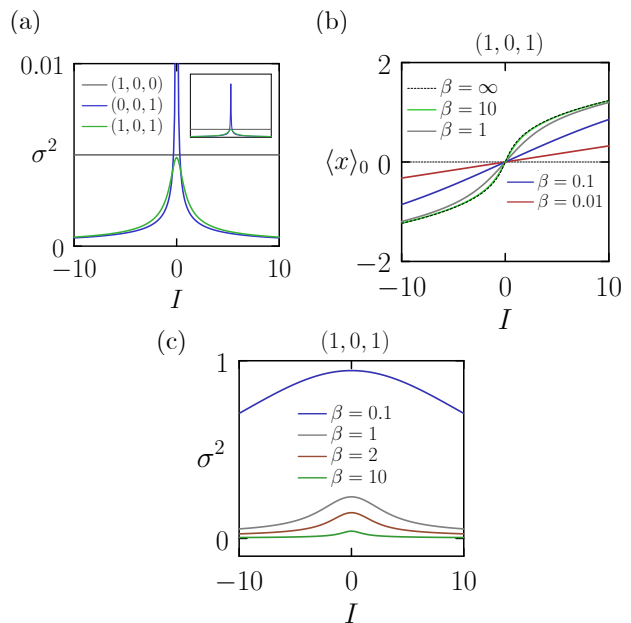 (a)
0.01
(1, 0, 0)
(0, 0, 1)
(1, 0, 1)
σ²
0
−10 0 10
I
(b)
(1, 0, 1)
2
β = ∞
β = 10
β = 1
⟨x⟩₀ 0
β = 0.1
β = 0.01
−2
−10 0 10
I
(c)
(1, 0, 1)
1
β = 0.1
β = 1
β = 2
β = 10
σ²
0
−10 0 10
I